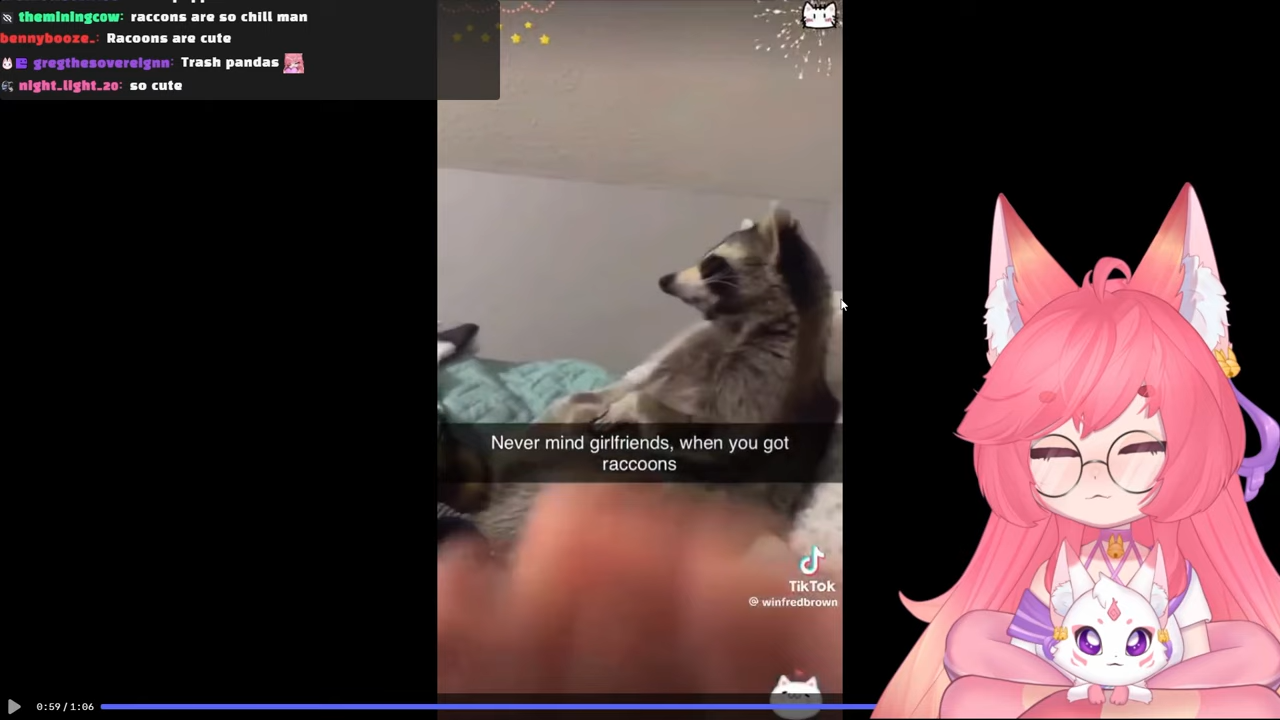 theminingcow: raccons are so chill man
bennybooze_: Racoons are cute
gregthesovereignn: Trash pandas
night_light_20: so cute
Never mind girlfriends, when you got
raccoons
TikTok
@ winfredbrown
0:59 / 1:06